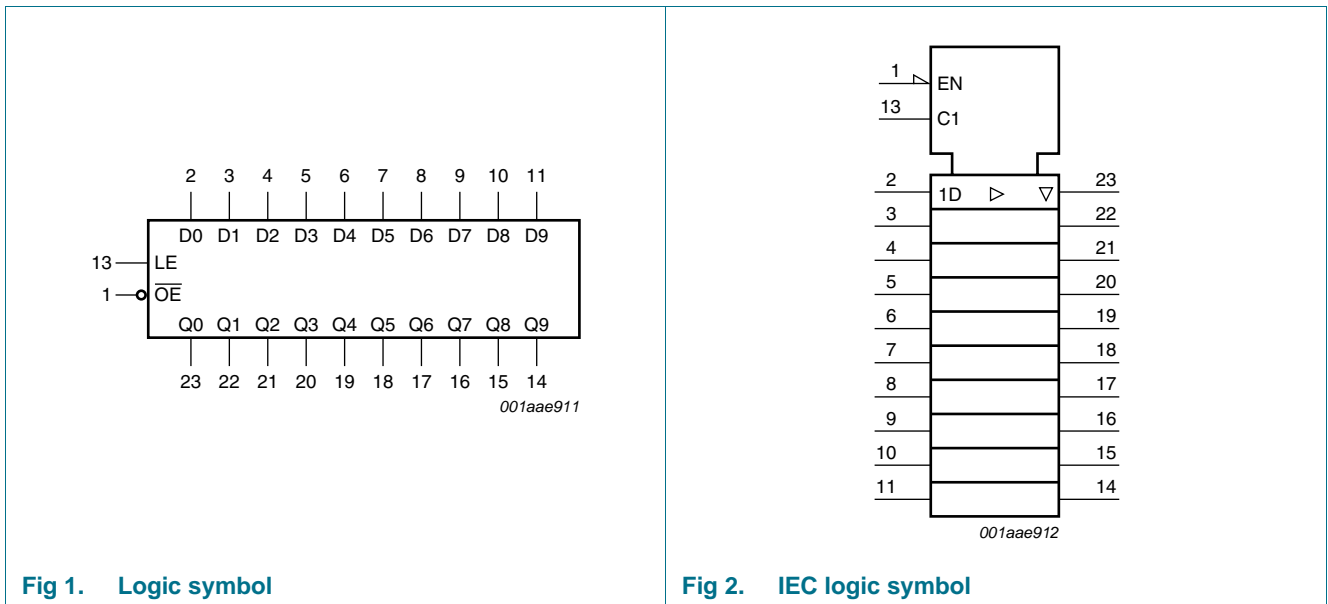 2 3 4 5 6 7 8 9 10 11
D0 D1 D2 D3 D4 D5 D6 D7 D8 D9
13 LE
1 OE
Q0 Q1 Q2 Q3 Q4 Q5 Q6 Q7 Q8 Q9
23 22 21 20 19 18 17 16 15 14
001aae911
Fig 1. Logic symbol
1 EN
13 C1
2 1D 23
3 22
4 21
5 20
6 19
7 18
8 17
9 16
10 15
11 14
001aae912
Fig 2. IEC logic symbol